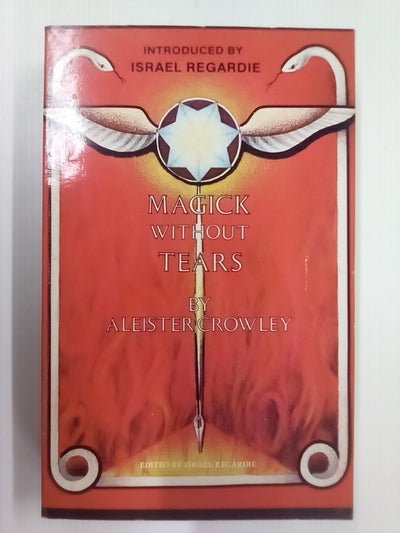 INTRODUCED BY
ISRAEL REGARDIE
MAGICK
WITHOUT
TEARS
BY
ALEISTER CROWLEY
EDITED BY ISRAEL REGARDIE